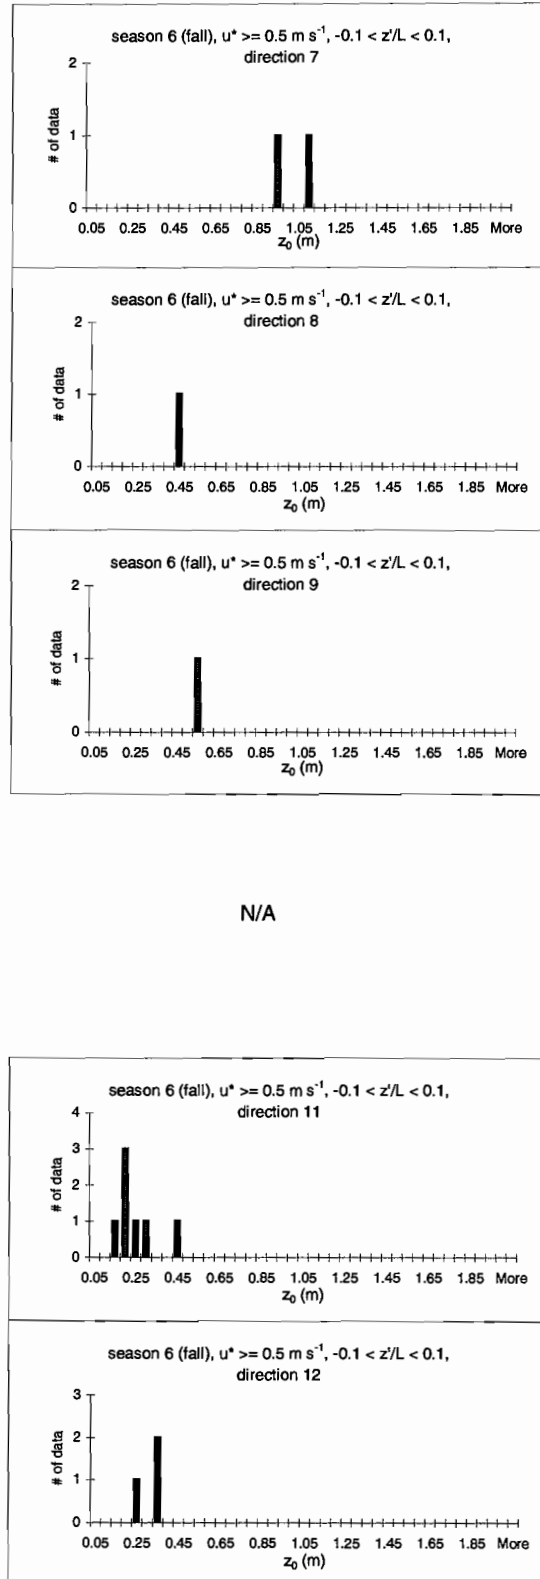 season 6 (fall), u* >= 0.5 m s⁻¹, -0.1 < z'/L < 0.1,
direction 7
# of data
2
1
0
0.05 0.25 0.45 0.65 0.85 1.05 1.25 1.45 1.65 1.85 More
z₀ (m)
season 6 (fall), u* >= 0.5 m s⁻¹, -0.1 < z'/L < 0.1,
direction 8
# of data
2
1
0
0.05 0.25 0.45 0.65 0.85 1.05 1.25 1.45 1.65 1.85 More
z₀ (m)
season 6 (fall), u* >= 0.5 m s⁻¹, -0.1 < z'/L < 0.1,
direction 9
# of data
2
1
0
0.05 0.25 0.45 0.65 0.85 1.05 1.25 1.45 1.65 1.85 More
z₀ (m)
N/A
season 6 (fall), u* >= 0.5 m s⁻¹, -0.1 < z'/L < 0.1,
direction 11
# of data
4
3
2
1
0
0.05 0.25 0.45 0.65 0.85 1.05 1.25 1.45 1.65 1.85 More
z₀ (m)
season 6 (fall), u* >= 0.5 m s⁻¹, -0.1 < z'/L < 0.1,
direction 12
# of data
3
2
1
0
0.05 0.25 0.45 0.65 0.85 1.05 1.25 1.45 1.65 1.85 More
z₀ (m)